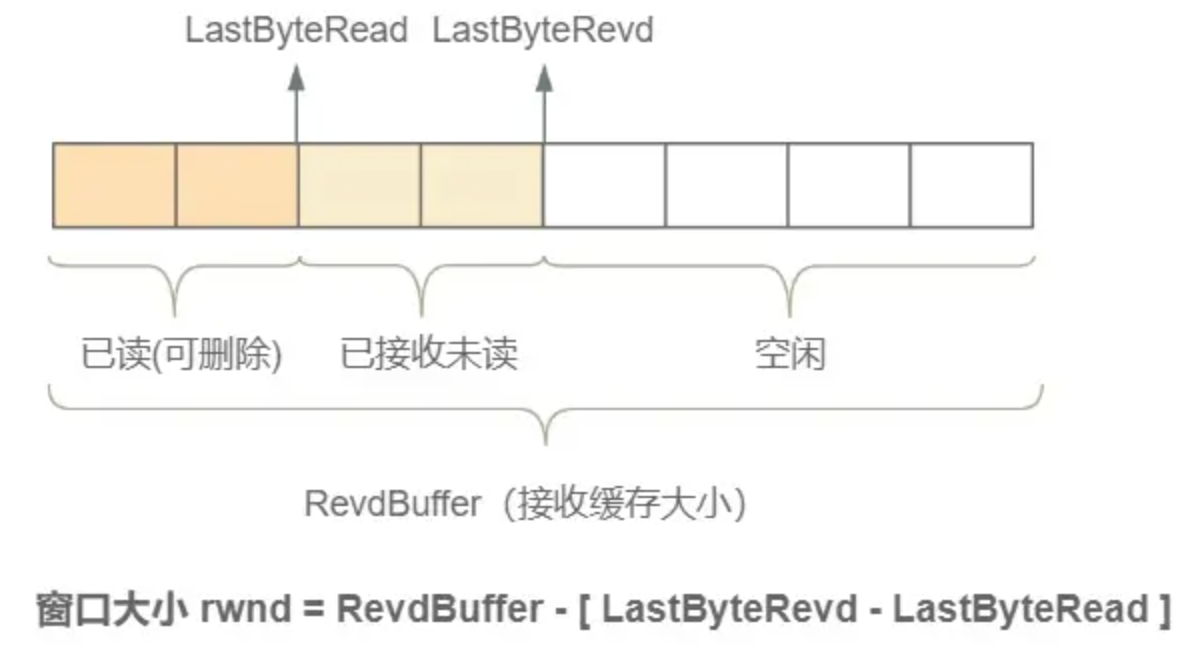 LastByteRead LastByteRevd
已读(可删除) 已接收未读 空闲
RevdBuffer（接收缓存大小）
窗口大小 rwnd = RevdBuffer - [ LastByteRevd - LastByteRead ]